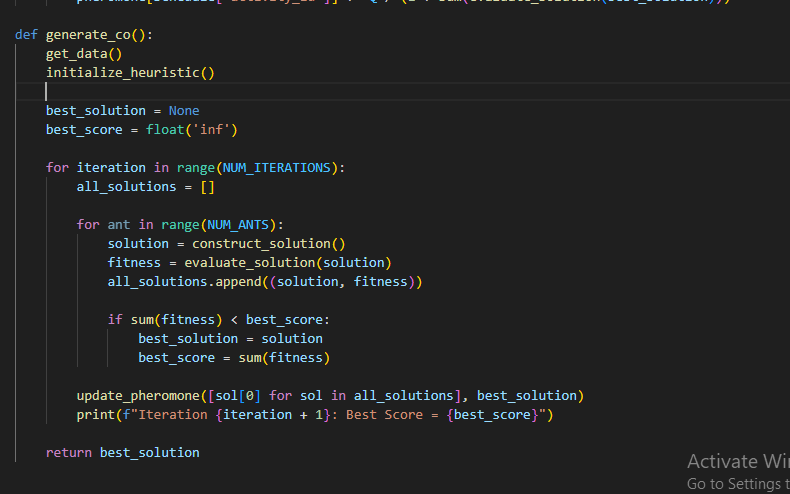 def generate_co():
    get_data()
    initialize_heuristic()
    best_solution = None
    best_score = float('inf')
    for iteration in range(NUM_ITERATIONS):
        all_solutions = []
        for ant in range(NUM_ANTS):
            solution = construct_solution()
            fitness = evaluate_solution(solution)
            all_solutions.append((solution, fitness))
            if sum(fitness) < best_score:
                best_solution = solution
                best_score = sum(fitness)
        update_pheromone([sol[0] for sol in all_solutions], best_solution)
        print(f"Iteration {iteration + 1}: Best Score = {best_score}")
    return best_solution
Activate Wi
Go to Settings t